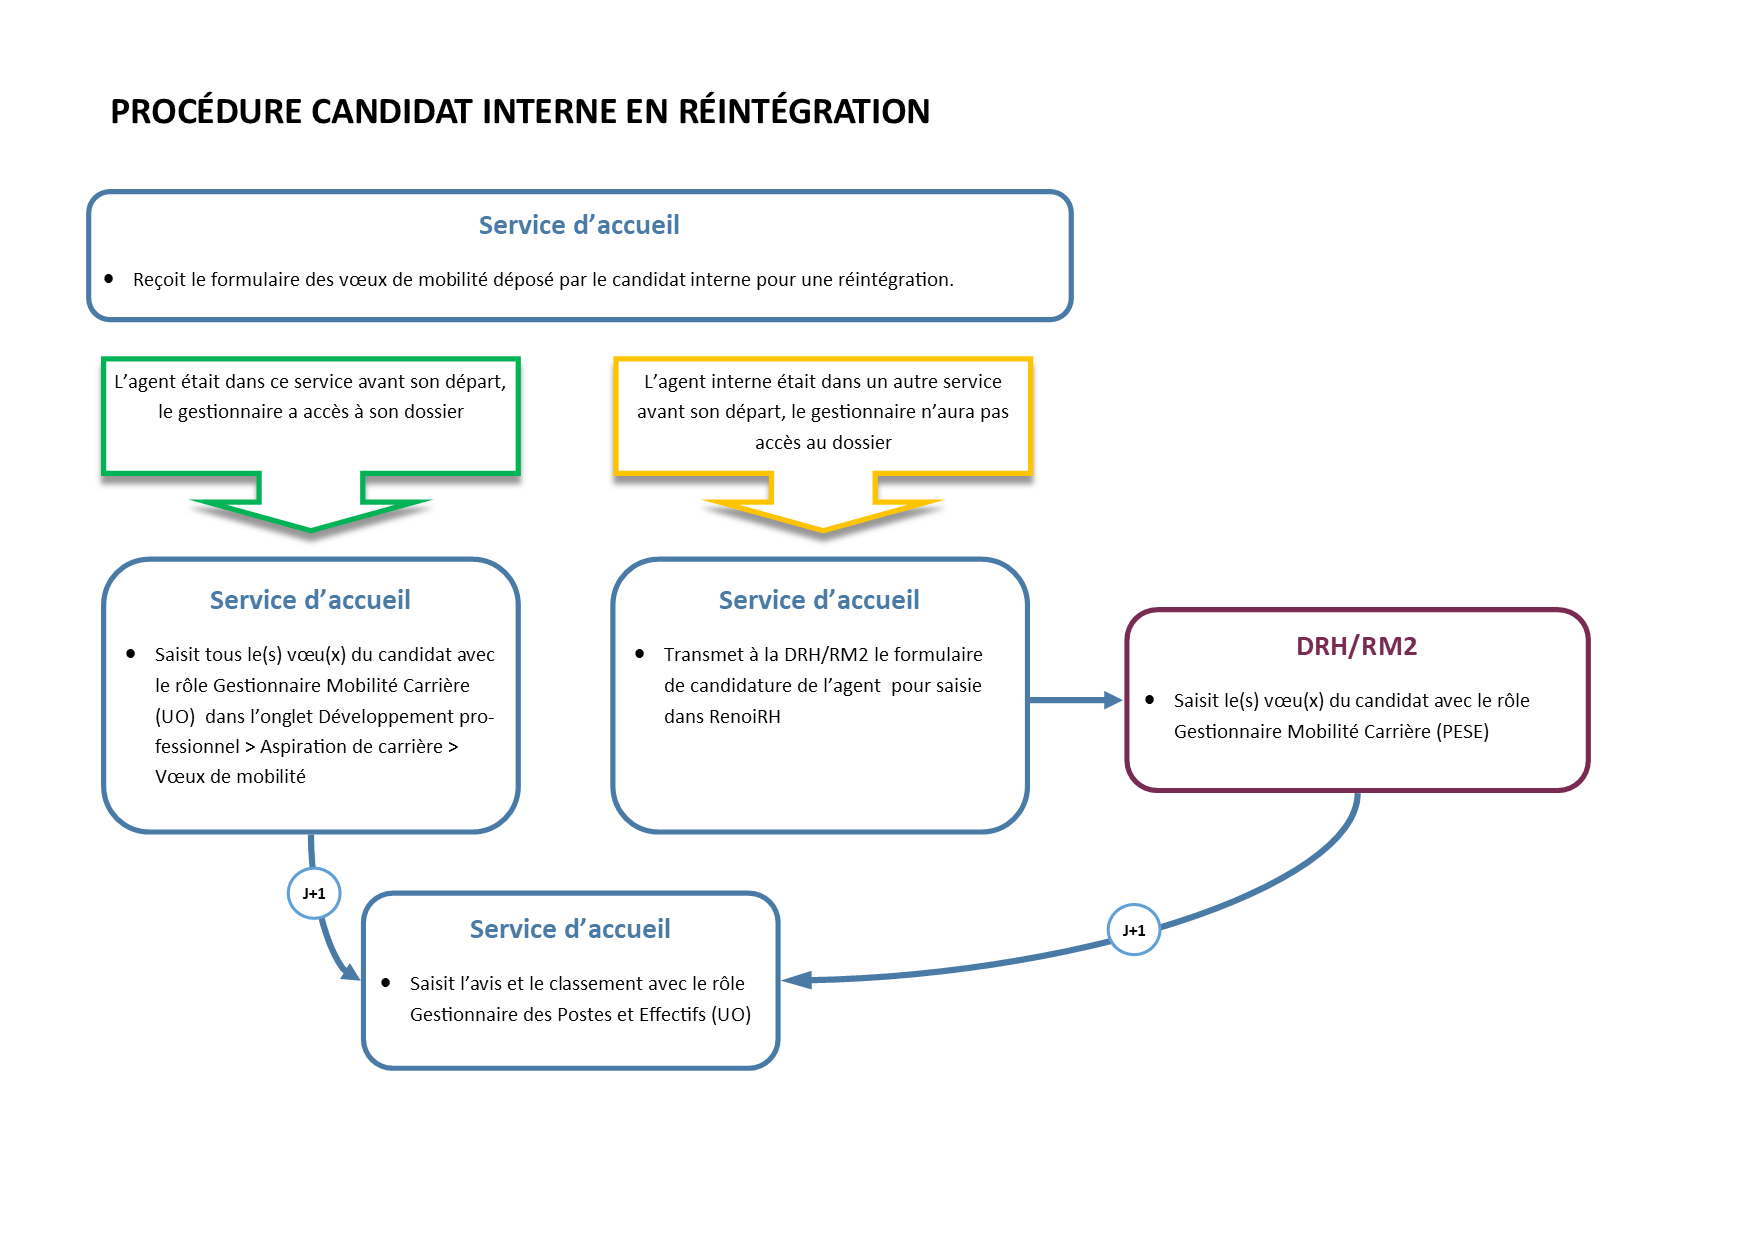 PROCÉDURE CANDIDAT INTERNE EN RÉINTÉGRATION
Service d’accueil
• Reçoit le formulaire des vœux de mobilité déposé par le candidat interne pour une réintégration.
L’agent était dans ce service avant son départ,
le gestionnaire a accès à son dossier
L’agent interne était dans un autre service
avant son départ, le gestionnaire n’aura pas
accès au dossier
Service d’accueil
• Saisit tous le(s) vœu(x) du candidat avec
le rôle Gestionnaire Mobilité Carrière
(UO) dans l’onglet Développement pro-
fessionnel > Aspiration de carrière >
Vœux de mobilité
Service d’accueil
• Transmet à la DRH/RM2 le formulaire
de candidature de l’agent pour saisie
dans RenoiRH
DRH/RM2
• Saisit le(s) vœu(x) du candidat avec le rôle
Gestionnaire Mobilité Carrière (PESE)
J+1
J+1
Service d’accueil
• Saisit l’avis et le classement avec le rôle
Gestionnaire des Postes et Effectifs (UO)